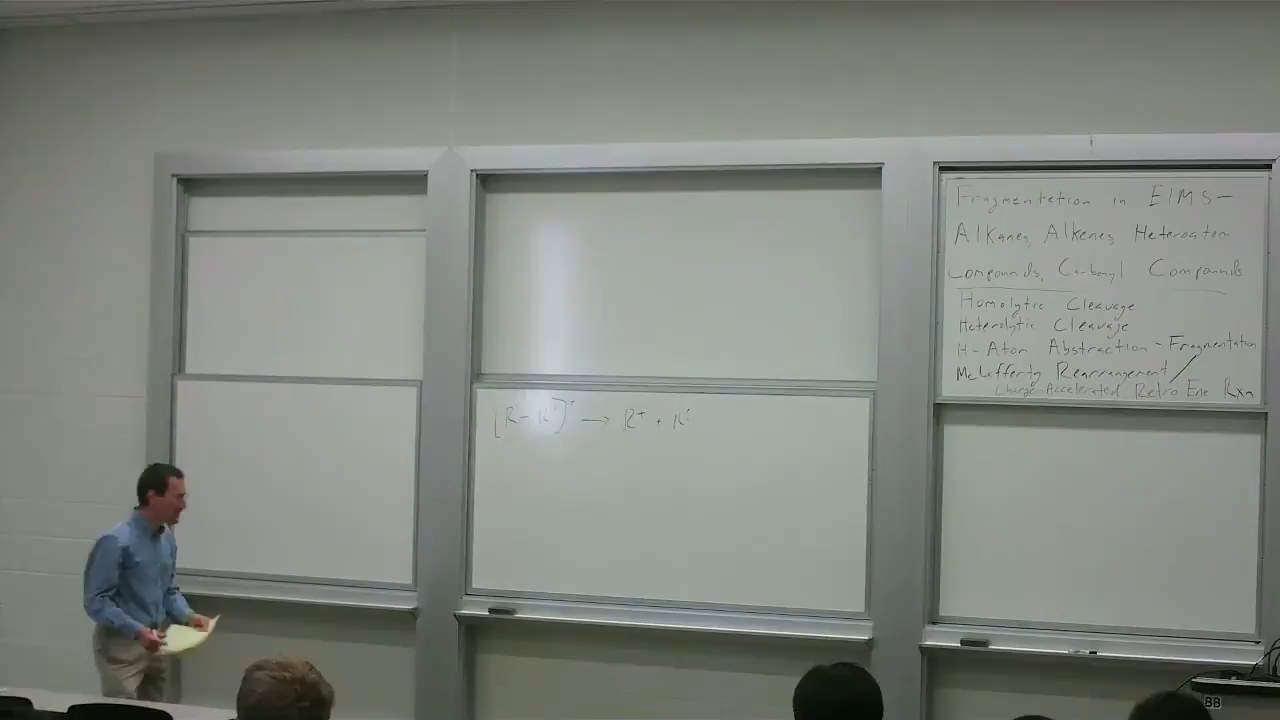 [R-R']⁺˙ → R⁺ + R'˙
Fragmentation in EIMS-
Alkanes, Alkenes, Heteroatom
Compounds, Carbonyl Compounds
Homolytic Cleavage
Heterolytic Cleavage
H-Atom Abstraction - Fragmentation
McLafferty Rearrangement
Charge-Accelerated Retro Ene Rxn
BB